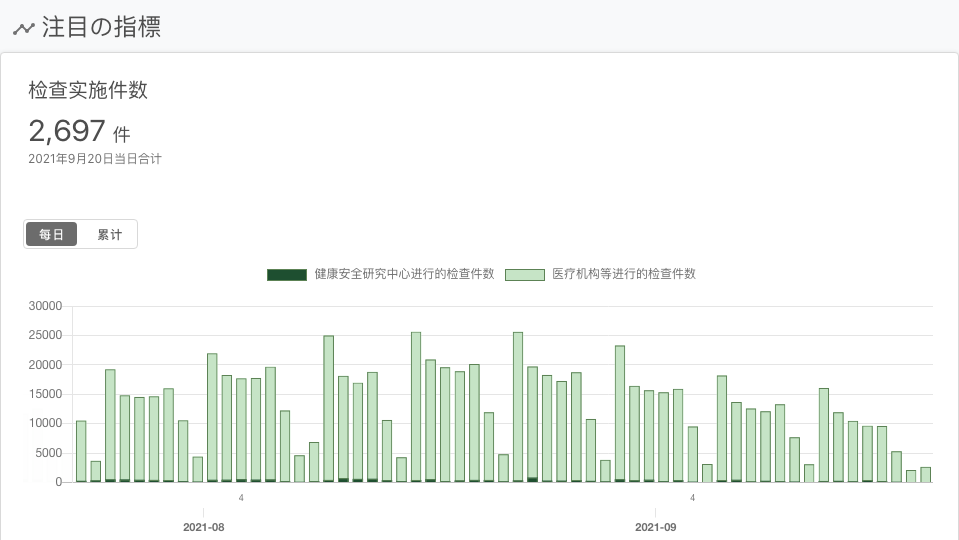 注目の指標
检查实施件数
2,697 件
2021年9月20日当日合计
每日 累计
健康安全研究中心进行的检查件数 医疗机构等进行的检查件数
30000
25000
20000
15000
10000
5000
0
4 4
2021-08 2021-09